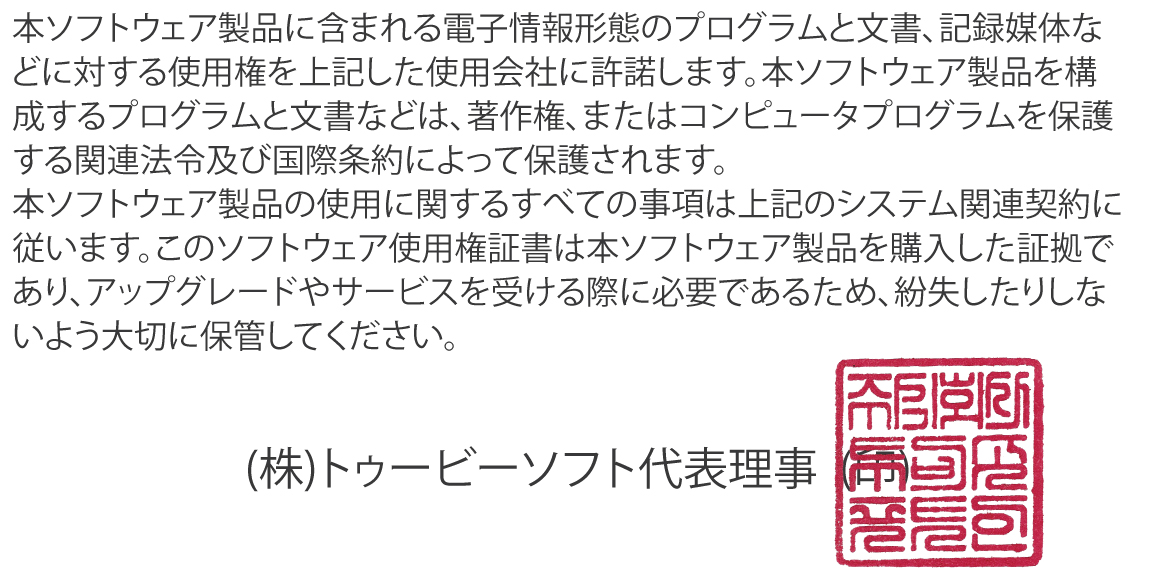 本ソフトウェア製品に含まれる電子情報形態のプログラムと文書、記録媒体な
どに対する使用権を上記した使用会社に許諾します。本ソフトウェア製品を構
成するプログラムと文書などは、著作権、またはコンピュータプログラムを保護
する関連法令及び国際条約によって保護されます。
本ソフトウェア製品の使用に関するすべての事項は上記のシステム関連契約に
従います。このソフトウェア使用権証書は本ソフトウェア製品を購入した証拠で
あり、アップグレードやサービスを受ける際に必要であるため、紛失したりしな
いよう大切に保管してください。
(株)トゥービーソフト代表理事 (印)